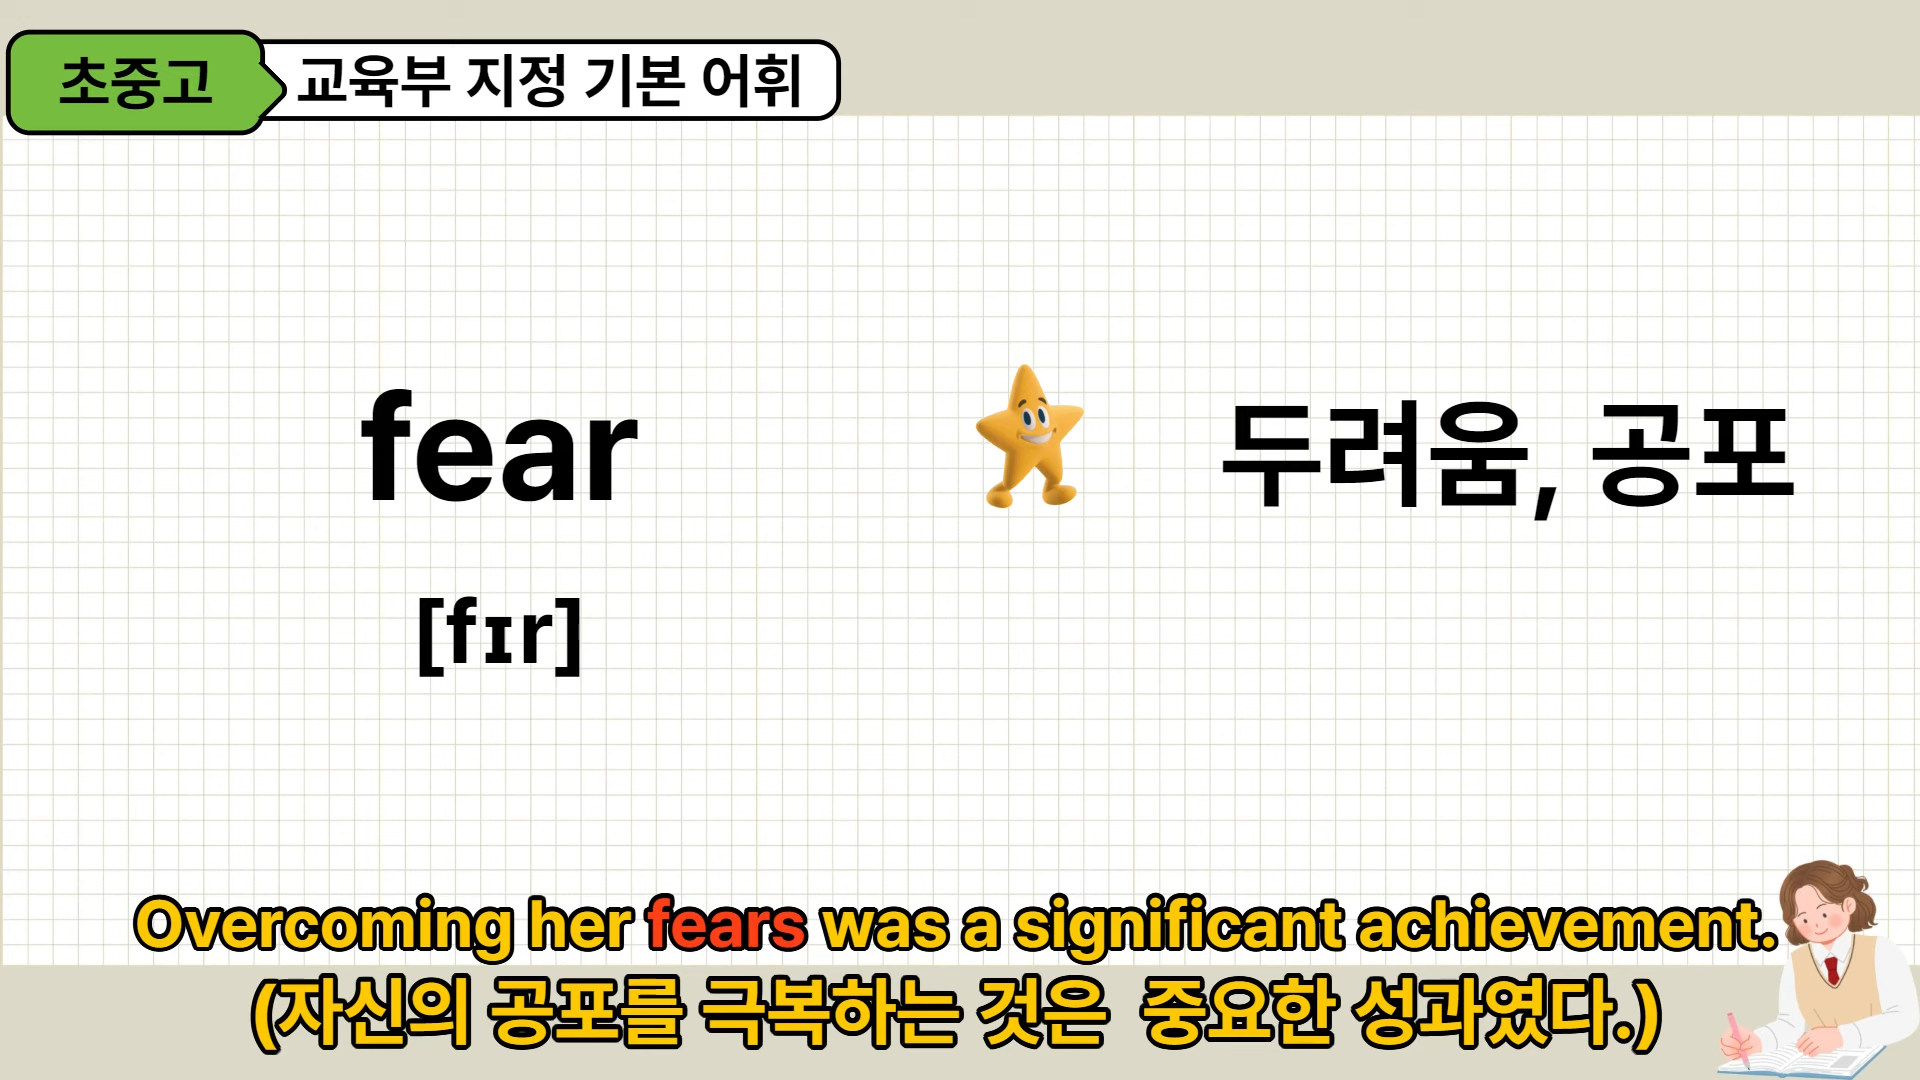 초중고
교육부 지정 기본 어휘
fear
두려움, 공포
[fɪr]
Overcoming her fears was a significant achievement.
(자신의 공포를 극복하는 것은 중요한 성과였다.)